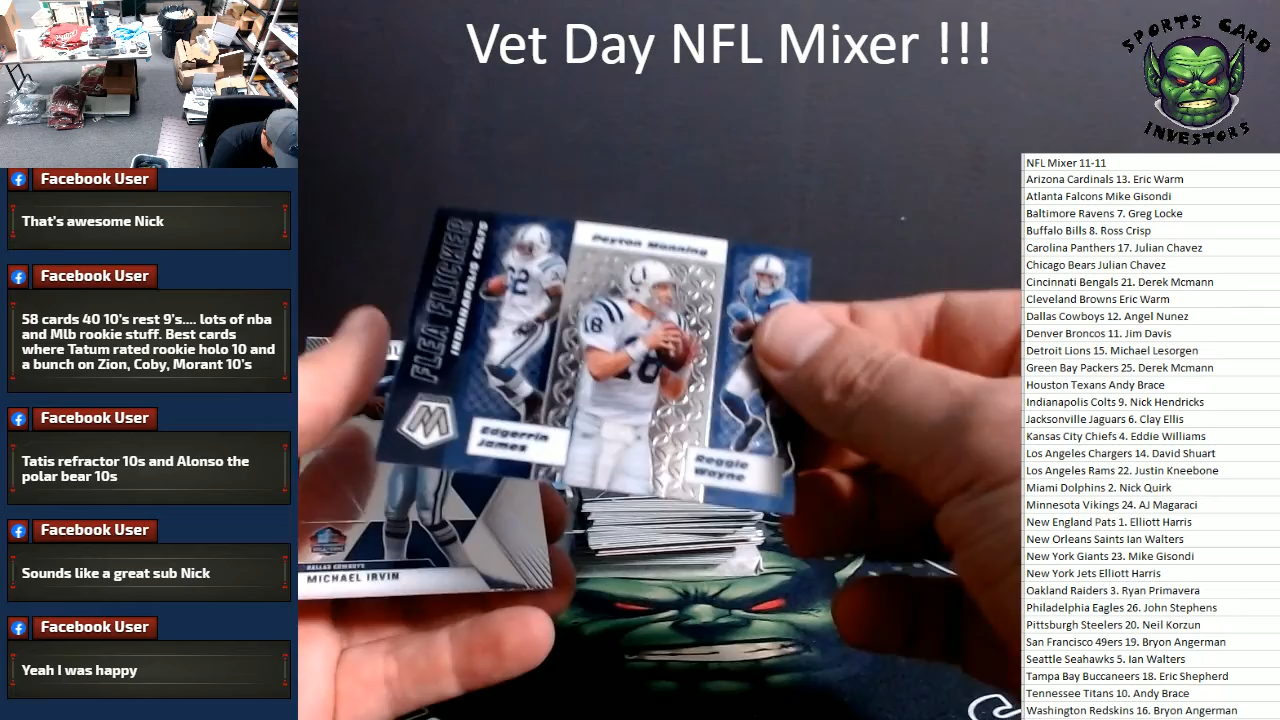 Vet Day NFL Mixer !!!
SPORTS CARD
INVESTORS
Facebook User
That's awesome Nick
Facebook User
58 cards 40 10's rest 9's.... lots of nba
and Mlb rookie stuff. Best cards
where Tatum rated rookie holo 10 and
a bunch on Zion, Coby, Morant 10's
Facebook User
Tatis refractor 10s and Alonso the
polar bear 10s
Facebook User
Sounds like a great sub Nick
Facebook User
Yeah I was happy
FLEA FLICKER
INDIANAPOLIS COLTS
Peyton Manning
Edgerrin
James
Reggie
Wayne
M
32
18
18
DALLAS COWBOYS
MICHAEL IRVIN
NFL Mixer 11-11
Arizona Cardinals 13. Eric Warm
Atlanta Falcons Mike Gisondi
Baltimore Ravens 7. Greg Locke
Buffalo Bills 8. Ross Crisp
Carolina Panthers 17. Julian Chavez
Chicago Bears Julian Chavez
Cincinnati Bengals 21. Derek Mcmann
Cleveland Browns Eric Warm
Dallas Cowboys 12. Angel Nunez
Denver Broncos 11. Jim Davis
Detroit Lions 15. Michael Lesorgen
Green Bay Packers 25. Derek Mcmann
Houston Texans Andy Brace
Indianapolis Colts 9. Nick Hendricks
Jacksonville Jaguars 6. Clay Ellis
Kansas City Chiefs 4. Eddie Williams
Los Angeles Chargers 14. David Shuart
Los Angeles Rams 22. Justin Kneebone
Miami Dolphins 2. Nick Quirk
Minnesota Vikings 24. AJ Magaraci
New England Pats 1. Elliott Harris
New Orleans Saints Ian Walters
New York Giants 23. Mike Gisondi
New York Jets Elliott Harris
Oakland Raiders 3. Ryan Primavera
Philadelphia Eagles 26. John Stephens
Pittsburgh Steelers 20. Neil Korzun
San Francisco 49ers 19. Bryon Angerman
Seattle Seahawks 5. Ian Walters
Tampa Bay Buccaneers 18. Eric Shepherd
Tennessee Titans 10. Andy Brace
Washington Redskins 16. Bryon Angerman